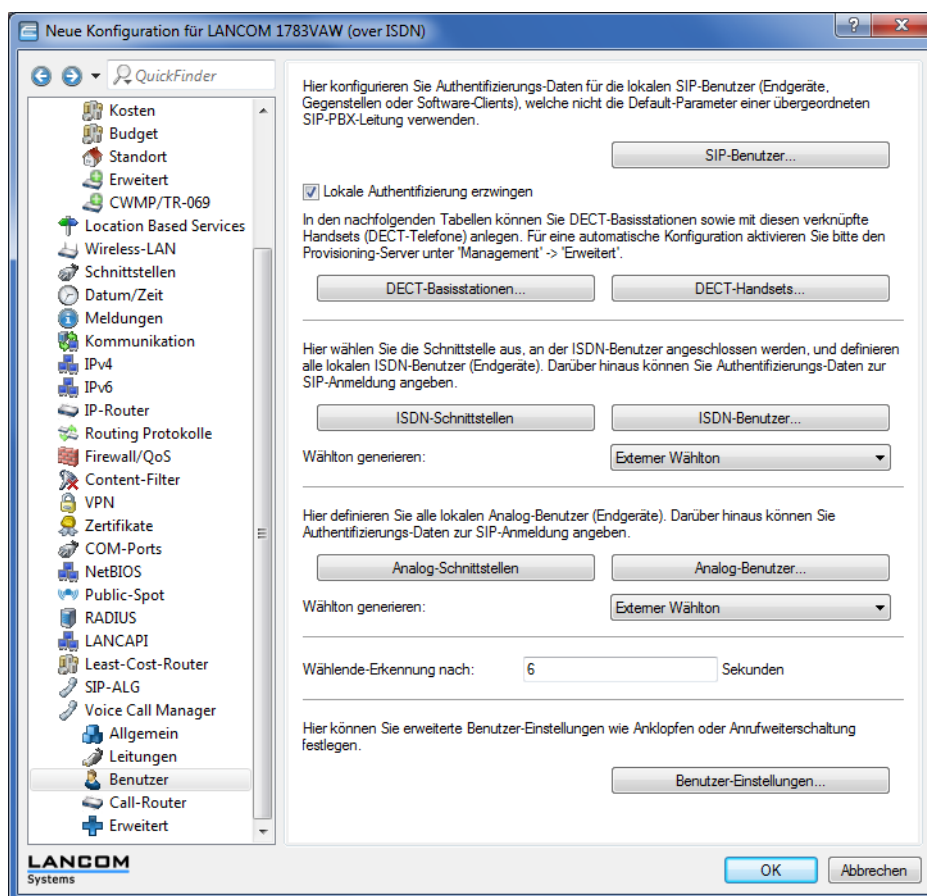 Neue Konfiguration für LANCOM 1783VAW (over ISDN)
QuickFinder
Kosten
Budget
Standort
Erweitert
CWMP/TR-069
Location Based Services
Wireless-LAN
Schnittstellen
Datum/Zeit
Meldungen
Kommunikation
IPv4
IPv6
IP-Router
Routing Protokolle
Firewall/QoS
Content-Filter
VPN
Zertifikate
COM-Ports
NetBIOS
Public-Spot
RADIUS
LANCAPI
Least-Cost-Router
SIP-ALG
Voice Call Manager
Allgemein
Leitungen
Benutzer
Call-Router
Erweitert
Hier konfigurieren Sie Authentifizierungs-Daten für die lokalen SIP-Benutzer (Endgeräte,
Gegenstellen oder Software-Clients), welche nicht die Default-Parameter einer übergeordneten
SIP-PBX-Leitung verwenden.
SIP-Benutzer...
Lokale Authentifizierung erzwingen
In den nachfolgenden Tabellen können Sie DECT-Basisstationen sowie mit diesen verknüpfte
Handsets (DECT-Telefone) anlegen. Für eine automatische Konfiguration aktivieren Sie bitte den
Provisioning-Server unter 'Management' -> 'Erweitert'.
DECT-Basisstationen...
DECT-Handsets...
Hier wählen Sie die Schnittstelle aus, an der ISDN-Benutzer angeschlossen werden, und definieren
alle lokalen ISDN-Benutzer (Endgeräte). Darüber hinaus können Sie Authentifizierungs-Daten zur
SIP-Anmeldung angeben.
ISDN-Schnittstellen
ISDN-Benutzer...
Wählton generieren:
Externer Wählton
Hier definieren Sie alle lokalen Analog-Benutzer (Endgeräte). Darüber hinaus können Sie
Authentifizierungs-Daten zur SIP-Anmeldung angeben.
Analog-Schnittstellen
Analog-Benutzer...
Wählton generieren:
Externer Wählton
Wählende-Erkennung nach:
6
Sekunden
Hier können Sie erweiterte Benutzer-Einstellungen wie Anklopfen oder Anrufweiterschaltung
festlegen.
Benutzer-Einstellungen...
LANCOM
Systems
OK
Abbrechen